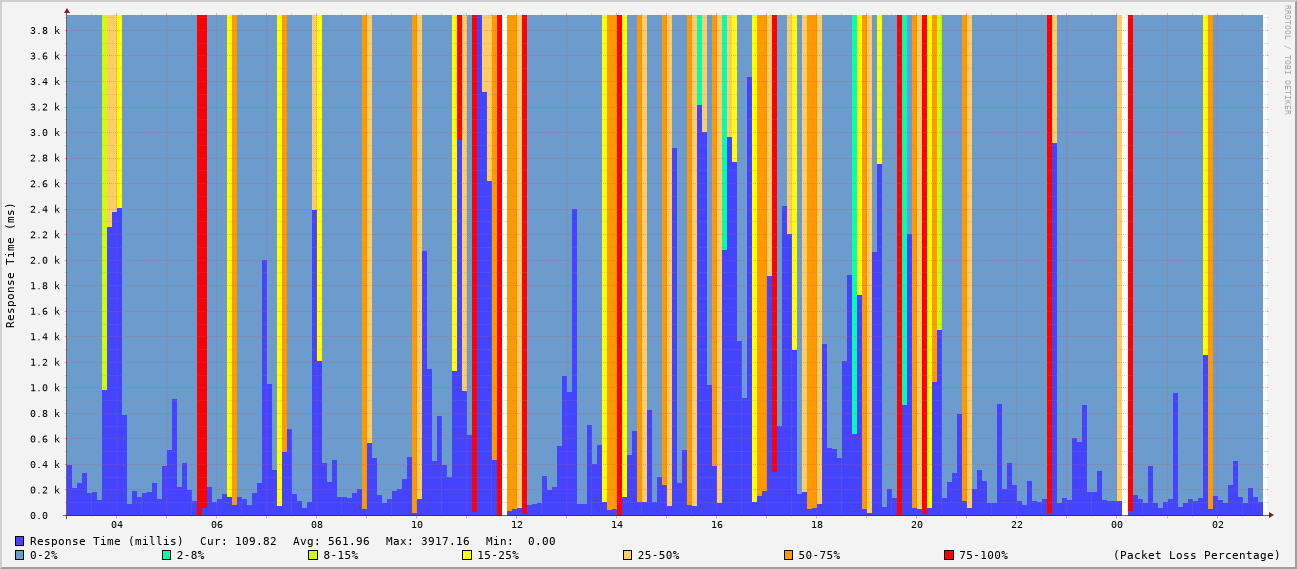 RRDTOOL / TOBI OETIKER
Response Time (ms)
3.8 k
3.6 k
3.4 k
3.2 k
3.0 k
2.8 k
2.6 k
2.4 k
2.2 k
2.0 k
1.8 k
1.6 k
1.4 k
1.2 k
1.0 k
0.8 k
0.6 k
0.4 k
0.2 k
0.0
04 06 08 10 12 14 16 18 20 22 00 02
Response Time (millis) Cur: 109.82 Avg: 561.96 Max: 3917.16 Min: 0.00
0-2% 2-8% 8-15% 15-25% 25-50% 50-75% 75-100% (Packet Loss Percentage)